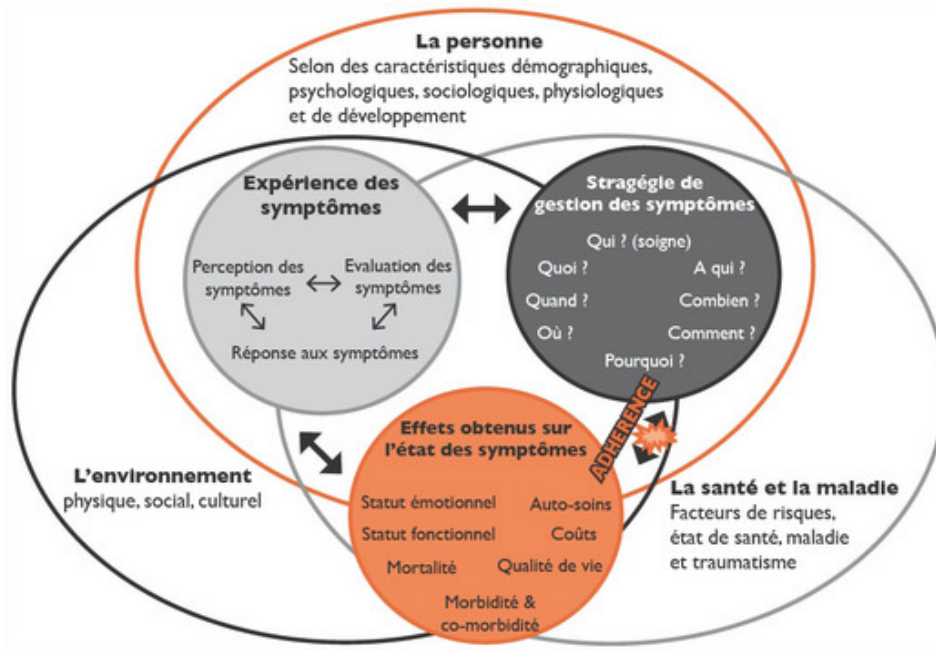 La personne
Selon des caractéristiques démographiques,
psychologiques, sociologiques, physiologiques
et de développement
Expérience des
symptômes
Perception des
symptômes
Evaluation des
symptômes
Réponse aux symptômes
Stragégie de
gestion des symptômes
Qui ? (soigne)
Quoi ?
A qui ?
Quand ?
Combien ?
Où ?
Comment ?
Pourquoi ?
ADHERENCE
Effets obtenus sur
l'état des symptômes
Statut émotionnel
Auto-soins
Statut fonctionnel
Coûts
Mortalité
Qualité de vie
Morbidité &
co-morbidité
L'environnement
physique, social, culturel
La santé et la maladie
Facteurs de risques,
état de santé, maladie
et traumatisme